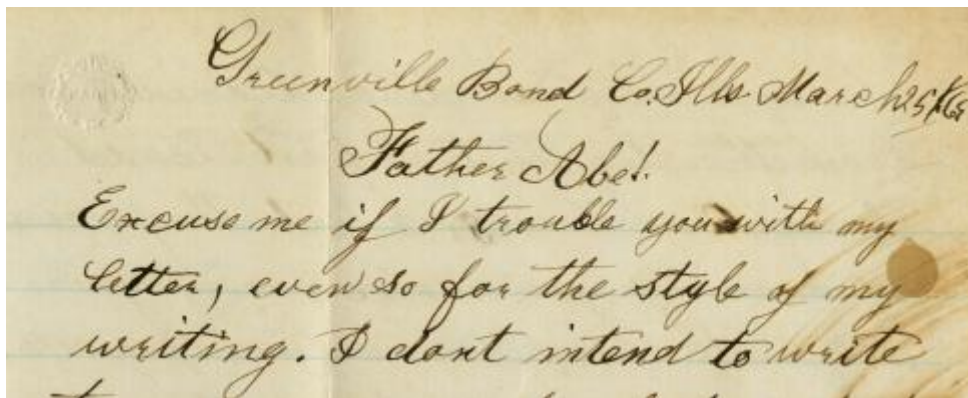 Greenville Bond Co. Ills. March 25/
Father Abe!
Excuse me if I trouble you with my
letter, even so for the style of my
writing. I dont intend to write